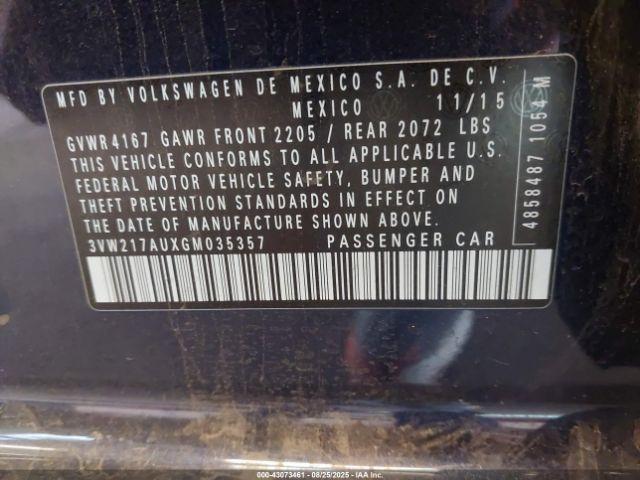 MFD BY VOLKSWAGEN DE MEXICO S.A. DE C.V.
MEXICO 11/15
GVWR 4167 GAWR FRONT 2205 / REAR 2072 LBS
THIS VEHICLE CONFORMS TO ALL APPLICABLE U.S.
FEDERAL MOTOR VEHICLE SAFETY, BUMPER AND
THEFT PREVENTION STANDARDS IN EFFECT ON
THE DATE OF MANUFACTURE SHOWN ABOVE.
3VW217AUXGM035357 PASSENGER CAR
4858487 1054 M
000-43073461 - 08/25/2025 - © IAA Inc.